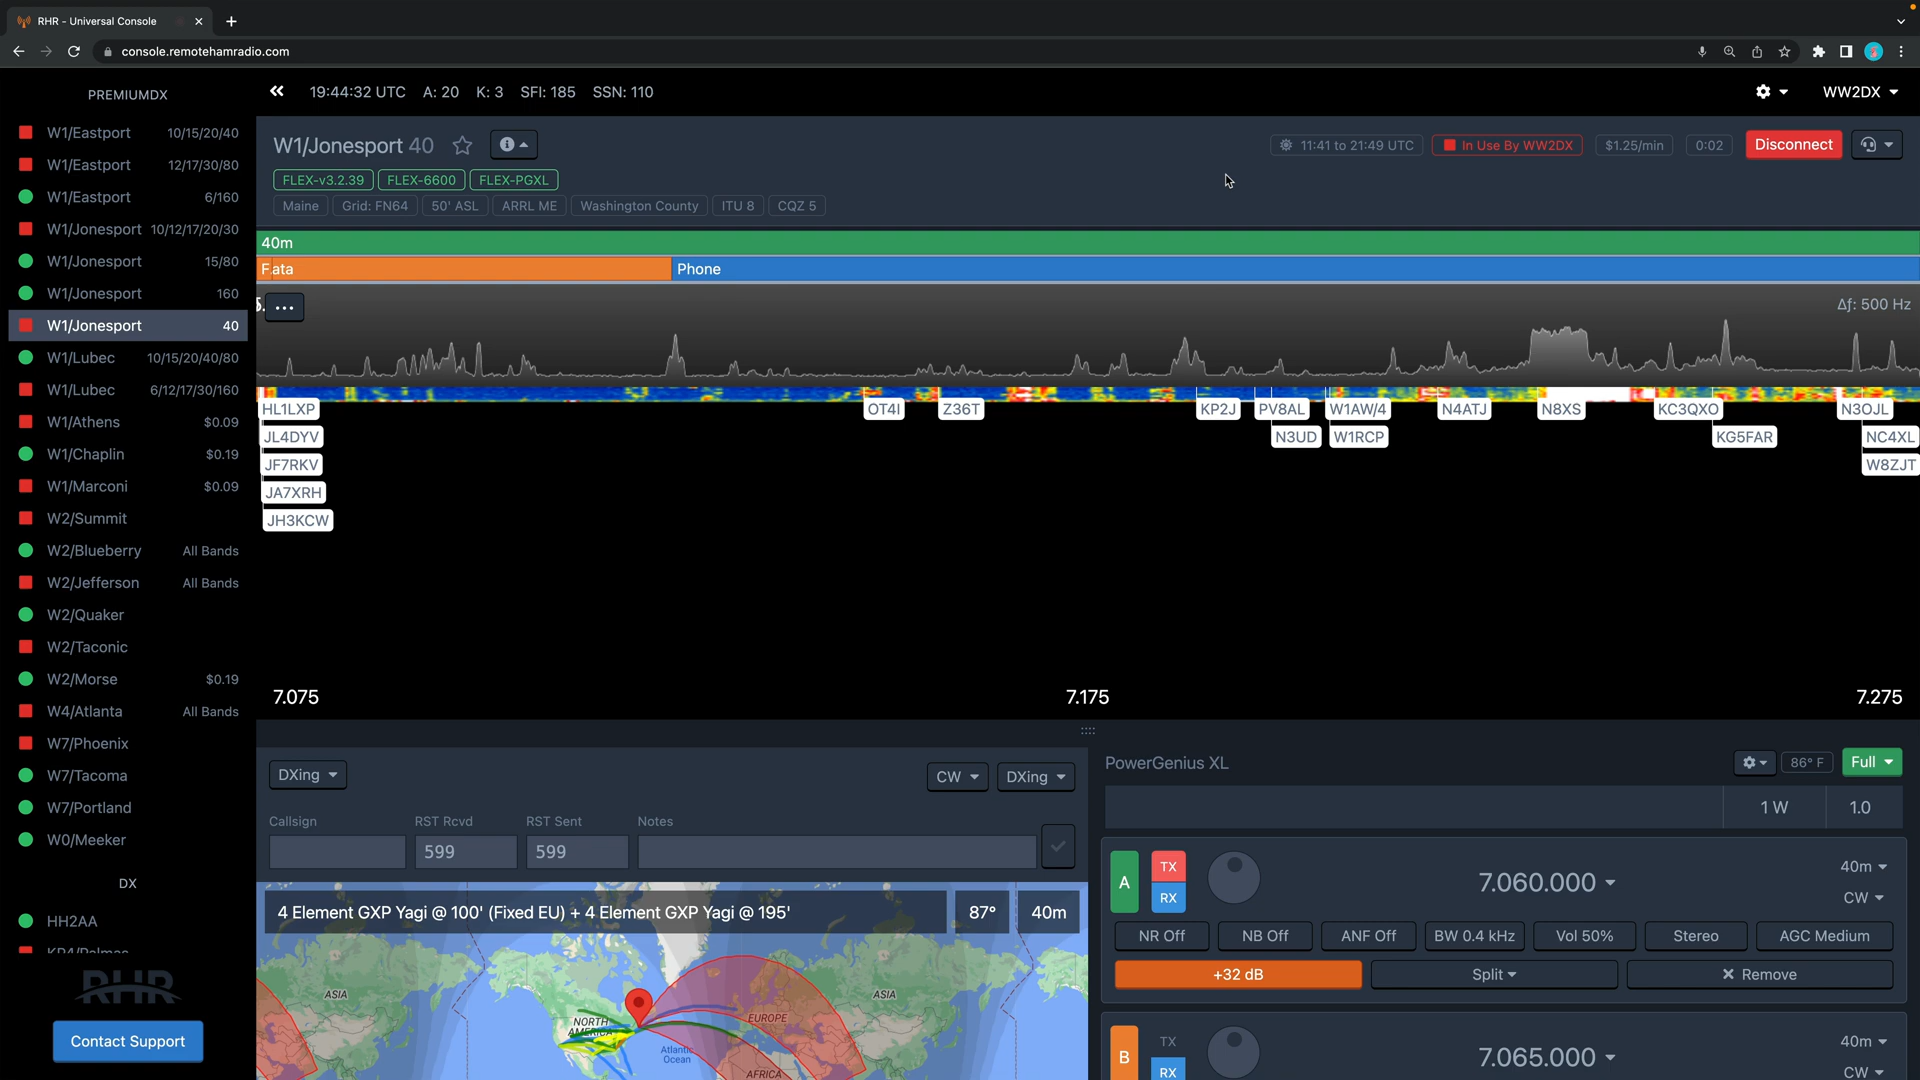 RHR - Universal Console
console.remotehamradio.com
PREMIUMDX
W1/Eastport 10/15/20/40
W1/Eastport 12/17/30/80
W1/Eastport 6/160
W1/Jonesport 10/12/17/20/30
W1/Jonesport 15/80
W1/Jonesport 160
W1/Jonesport 40
W1/Lubec 10/15/20/40/80
W1/Lubec 6/12/17/30/160
W1/Athens $0.09
W1/Chaplin $0.19
W1/Marconi $0.09
W2/Summit
W2/Blueberry All Bands
W2/Jefferson All Bands
W2/Quaker
W2/Taconic
W2/Morse $0.19
W4/Atlanta All Bands
W7/Phoenix
W7/Tacoma
W7/Portland
W0/Meeker
DX
HH2AA
KP4/Palmas
RHR
Contact Support
19:44:32 UTC A: 20 K: 3 SFI: 185 SSN: 110
WW2DX
W1/Jonesport 40
11:41 to 21:49 UTC In Use By WW2DX $1.25/min 0:02 Disconnect
FLEX-v3.2.39 FLEX-6600 FLEX-PGXL
Maine Grid: FN64 50' ASL ARRL ME Washington County ITU 8 CQZ 5
40m
F.ata Phone
5. ... Δƒ: 500 Hz
HL1LXP OT4I Z36T KP2J PV8AL W1AW/4 N4ATJ N8XS KC3QXO N3OJL
JL4DYV N3UD W1RCP KG5FAR NC4XL
JF7RKV W8ZJT
JA7XRH
JH3KCW
7.075 7.175 7.275
DXing CW DXing
Callsign RST Rcvd RST Sent Notes
599 599
4 Element GXP Yagi @ 100' (Fixed EU) + 4 Element GXP Yagi @ 195' 87° 40m
ASIA NORTH AMERICA EUROPE ASIA
Atlantic Ocean
AFRICA
PowerGenius XL 86° F Full
1 W 1.0
A TX RX 7.060.000 40m CW
NR Off NB Off ANF Off BW 0.4 kHz Vol 50% Stereo AGC Medium
+32 dB Split Remove
B TX RX 7.065.000 40m CW